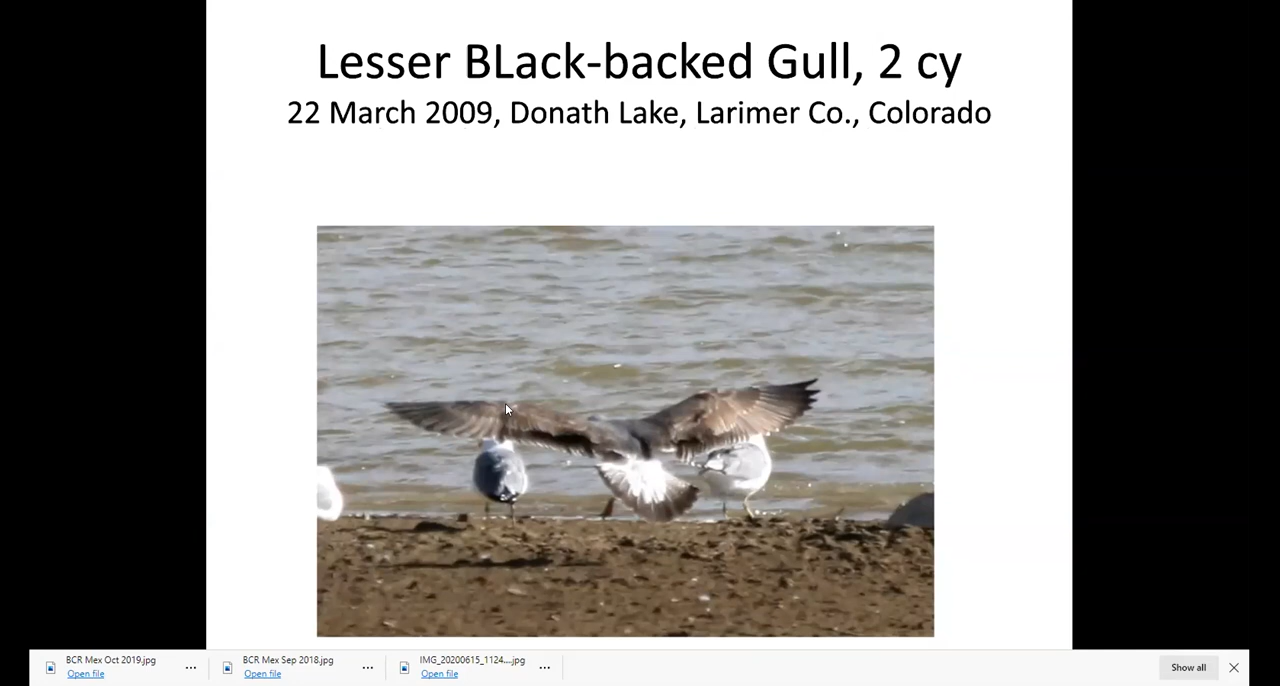 Lesser BLack-backed Gull, 2 cy
22 March 2009, Donath Lake, Larimer Co., Colorado
BCR Mex Oct 2019.jpg
Open file
BCR Mex Sep 2018.jpg
Open file
IMG_20200615_1124....jpg
Open file
Show all